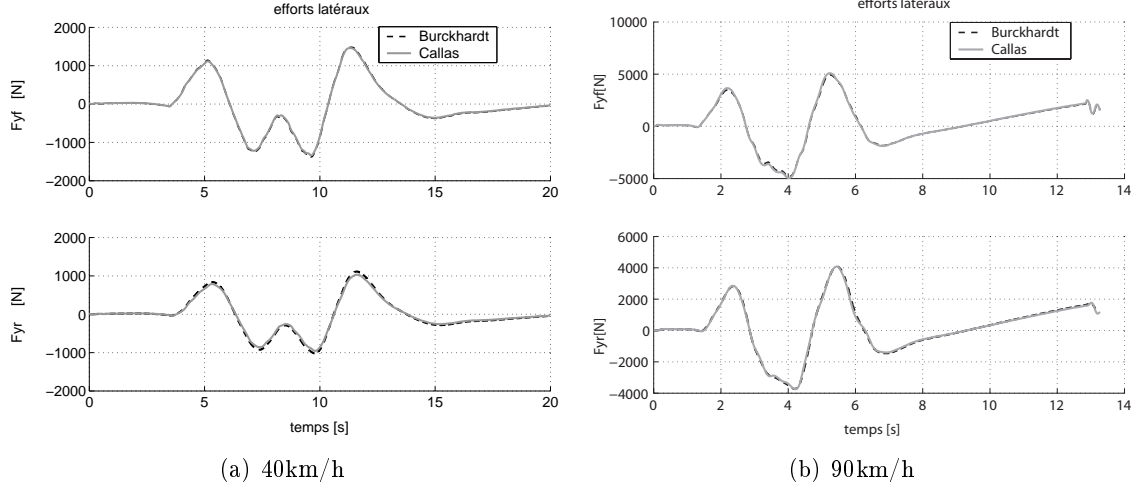 efforts latéraux
2000
1000
0
−1000
−2000
Fyf [N]
Burckhardt
Callas
0 5 10 15 20
2000
1000
0
−1000
−2000
Fyr [N]
0 5 10 15 20
temps [s]
(a) 40km/h
efforts latéraux
10000
5000
0
−5000
Fyf[N]
Burckhardt
Callas
0 2 4 6 8 10 12 14
6000
4000
2000
0
−2000
−4000
Fyr[N]
0 2 4 6 8 10 12 14
temps [s]
(b) 90km/h